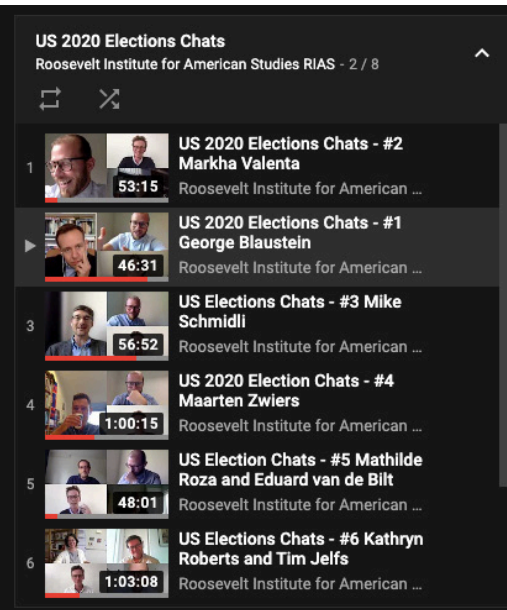 US 2020 Elections Chats
Roosevelt Institute for American Studies RIAS - 2 / 8
1
53:15
US 2020 Elections Chats - #2
Markha Valenta
Roosevelt Institute for American ...
46:31
US 2020 Elections Chats - #1
George Blaustein
Roosevelt Institute for American ...
3
56:52
US Elections Chats - #3 Mike
Schmidli
Roosevelt Institute for American ...
4
1:00:15
US 2020 Election Chats - #4
Maarten Zwiers
Roosevelt Institute for American ...
5
48:01
US Election Chats - #5 Mathilde
Roza and Eduard van de Bilt
Roosevelt Institute for American ...
6
1:03:08
US Elections Chats - #6 Kathryn
Roberts and Tim Jelfs
Roosevelt Institute for American ...